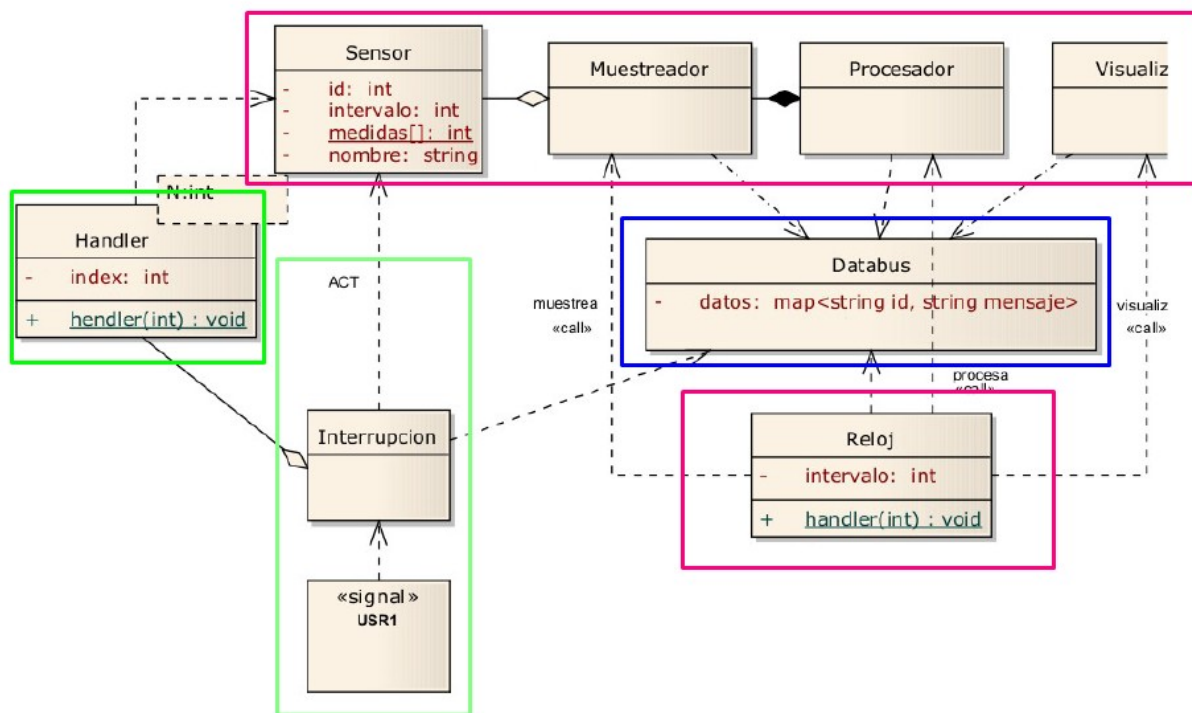 Sensor
- id: int
- intervalo: int
- medidas[]: int
- nombre: string
Muestreador
Procesador
Visualiz
N:int
Handler
- index: int
+ hendler(int) : void
ACT
muestrea
«call»
Databus
- datos: map<string id, string mensaje>
visualiz
«call»
procesa
«call»
Interrupcion
Reloj
- intervalo: int
+ handler(int) : void
«signal»
USR1